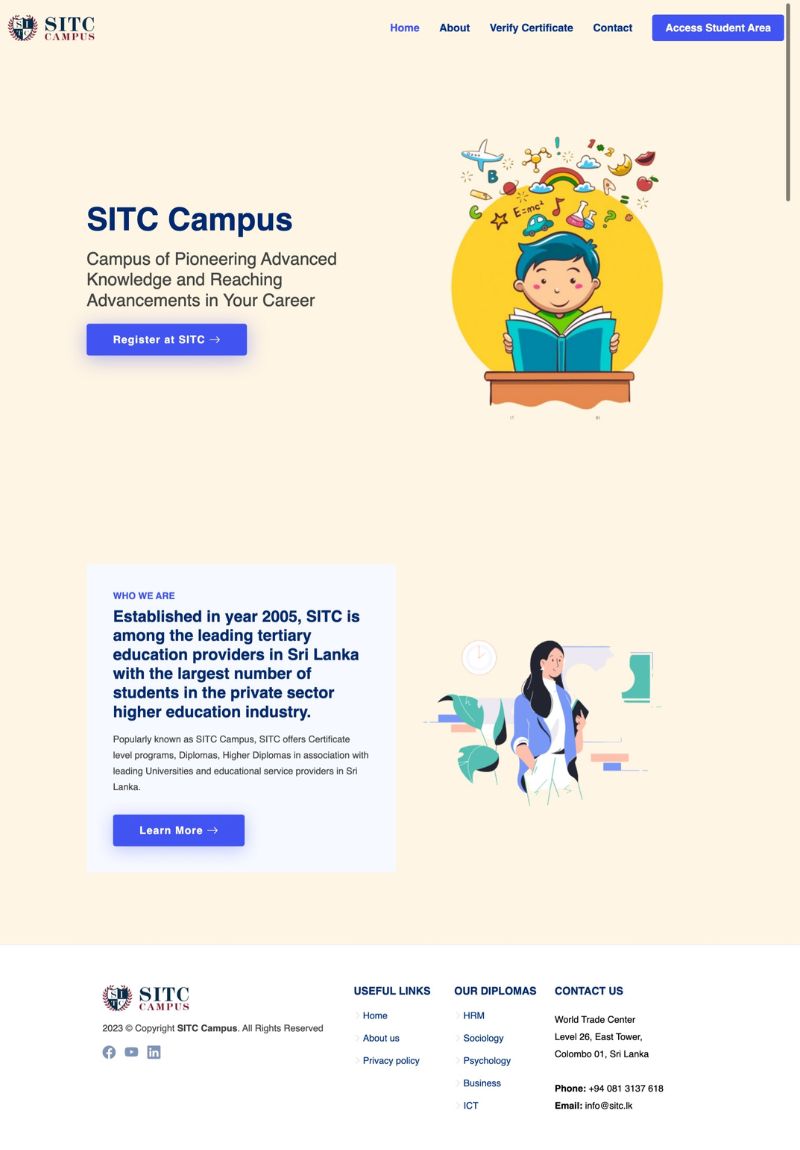 SITC
CAMPUS
Home About Verify Certificate Contact Access Student Area
SITC Campus
Campus of Pioneering Advanced
Knowledge and Reaching
Advancements in Your Career
Register at SITC →
B
1+2
A
E=mc²
C
?
!
WHO WE ARE
Established in year 2005, SITC is
among the leading tertiary
education providers in Sri Lanka
with the largest number of
students in the private sector
higher education industry.
Popularly known as SITC Campus, SITC offers Certificate
level programs, Diplomas, Higher Diplomas in association with
leading Universities and educational service providers in Sri
Lanka.
Learn More →
SITC
CAMPUS
2023 © Copyright SITC Campus. All Rights Reserved
USEFUL LINKS
Home
About us
Privacy policy
OUR DIPLOMAS
HRM
Sociology
Psychology
Business
ICT
CONTACT US
World Trade Center
Level 26, East Tower,
Colombo 01, Sri Lanka
Phone: +94 081 3137 618
Email: info@sitc.lk